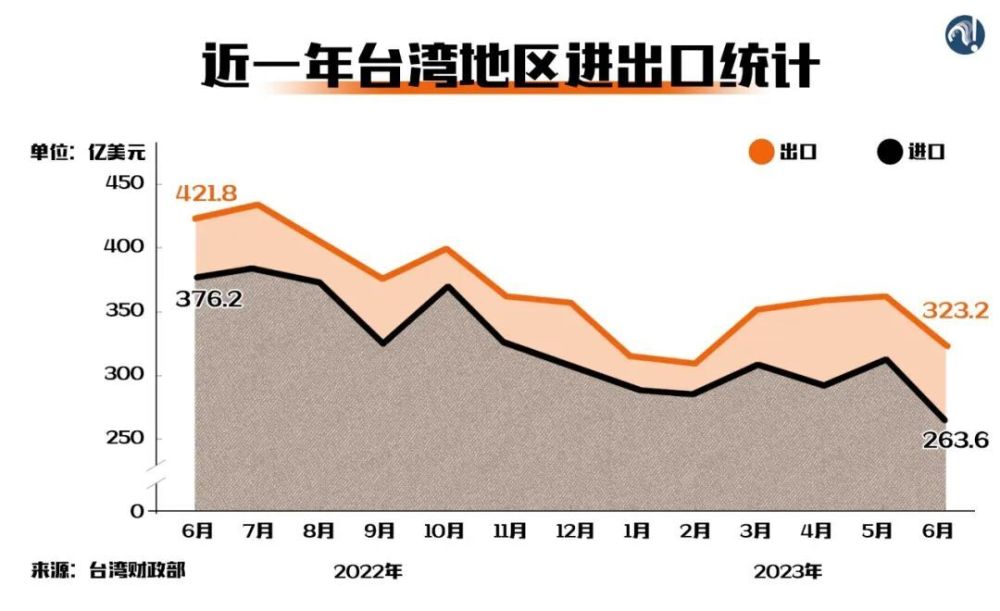 近一年台湾地区进出口统计
单位：亿美元
出口 进口
450
400
350
300
250
0
421.8
376.2
323.2
263.6
6月 7月 8月 9月 10月 11月 12月 1月 2月 3月 4月 5月 6月
来源：台湾财政部 2022年 2023年